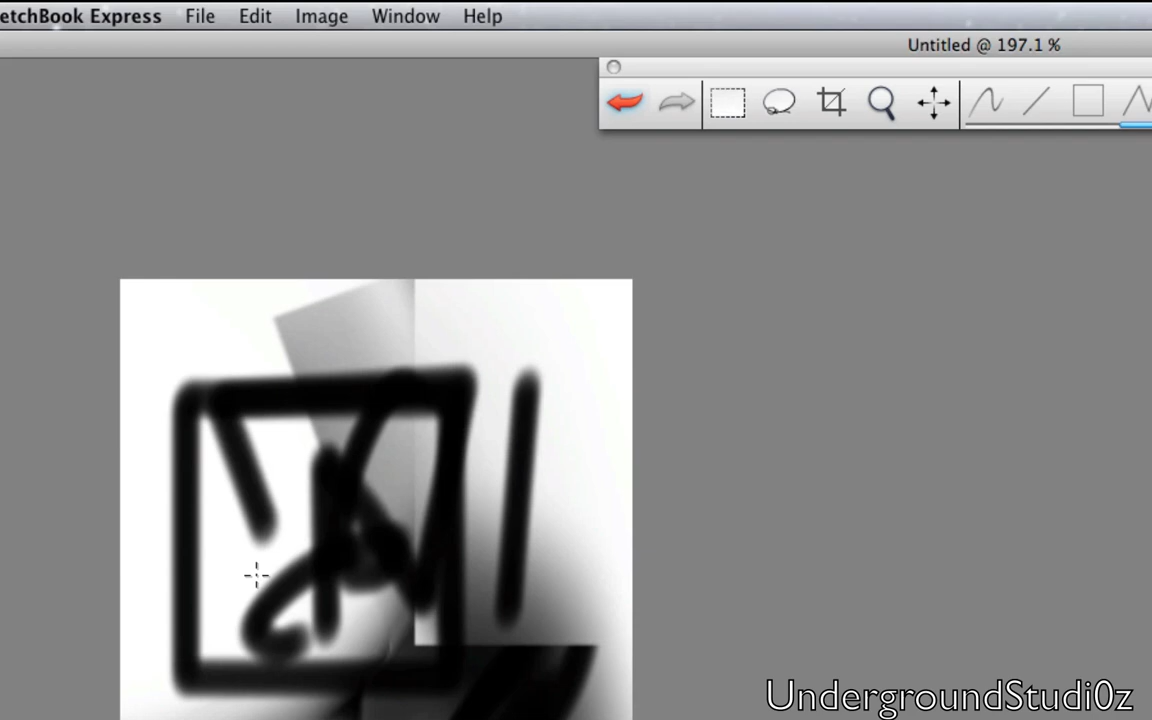 etchBook Express File Edit Image Window Help
Untitled @ 197.1 %
UndergroundStudi0z